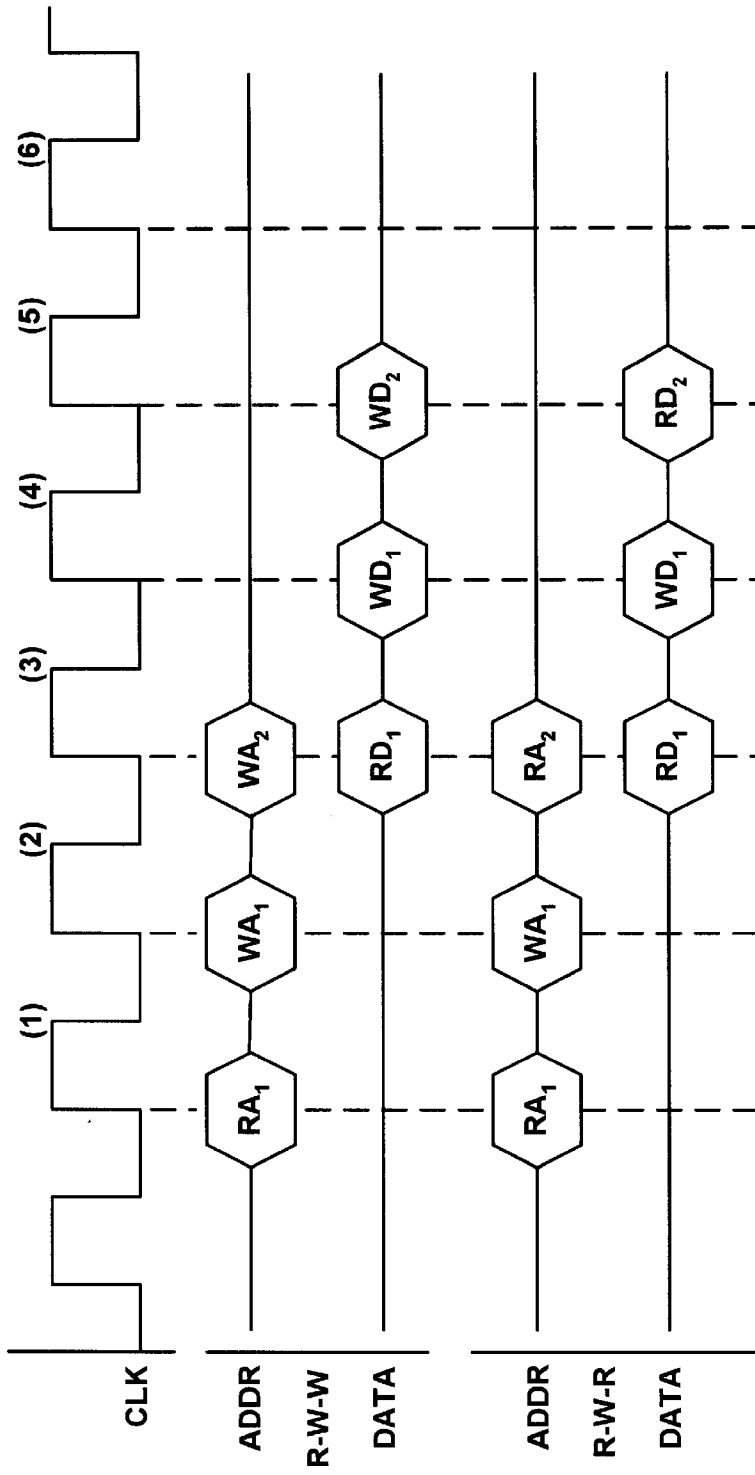 CLK
(1) (2) (3) (4) (5) (6)
ADDR
RA₁ WA₁ WA₂
R-W-W
DATA
RD₁ WD₁ WD₂
ADDR
RA₁ WA₁ RA₂
R-W-R
DATA
RD₁ WD₁ RD₂